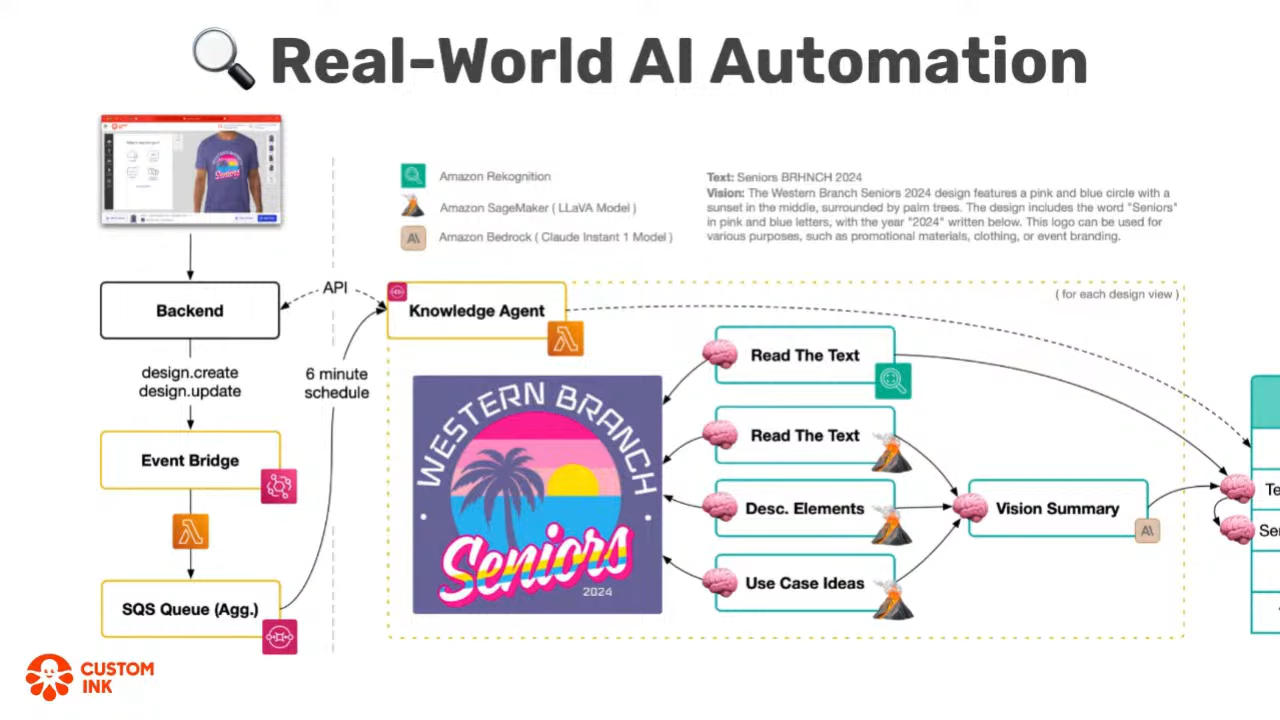 Real-World AI Automation
Amazon Rekognition
Amazon SageMaker ( LLaVA Model )
Amazon Bedrock ( Claude Instant 1 Model )
Text: Seniors BRHNCH 2024
Vision: The Western Branch Seniors 2024 design features a pink and blue circle with a
sunset in the middle, surrounded by palm trees. The design includes the word "Seniors"
in pink and blue letters, with the year "2024" written below. This logo can be used for
various purposes, such as promotional materials, clothing, or event branding.
Backend
design.create
design.update
Event Bridge
SQS Queue (Agg.)
API
6 minute
schedule
Knowledge Agent
( for each design view )
WESTERN BRANCH
Seniors
2024
Read The Text
Read The Text
Desc. Elements
Use Case Ideas
Vision Summary
AI
Te
Ser
CUSTOM
INK